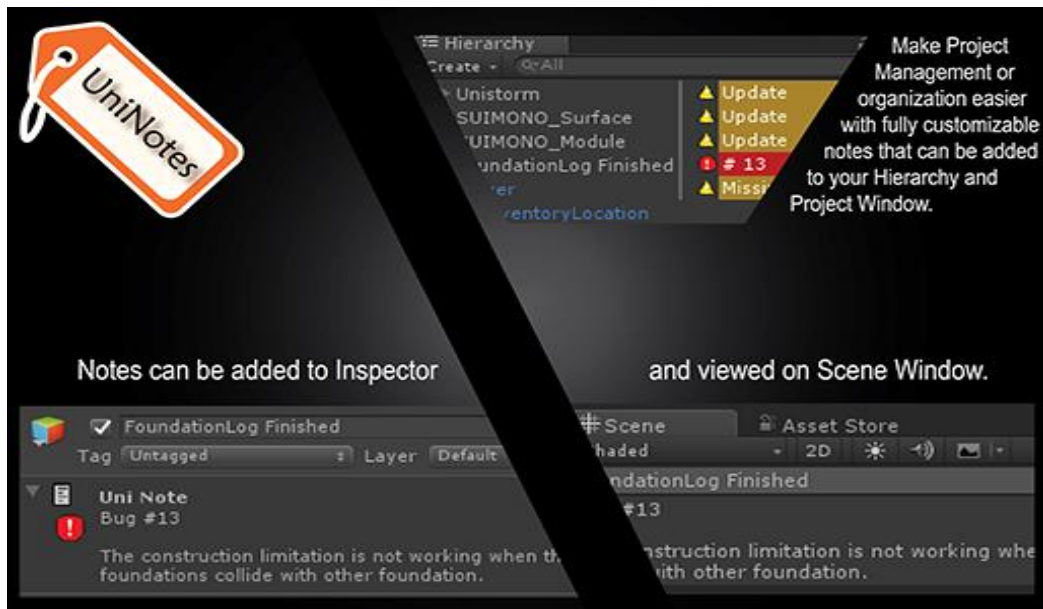 UniNotes
Hierarchy
Create
All
Unistorm
Update
SUIMONO_Surface
Update
UIMONO_Module
Update
undationLog Finished
# 13
er
Missi
entoryLocation
Make Project
Management or
organization easier
with fully customizable
notes that can be added
to your Hierarchy and
Project Window.
Notes can be added to Inspector
and viewed on Scene Window.
FoundationLog Finished
Tag Untagged Layer Default
Uni Note
Bug #13
The construction limitation is not working when th
foundations collide with other foundation.
# Scene
Asset Store
haded
2D
ndationLog Finished
#13
nstruction limitation is not working whe
ith other foundation.